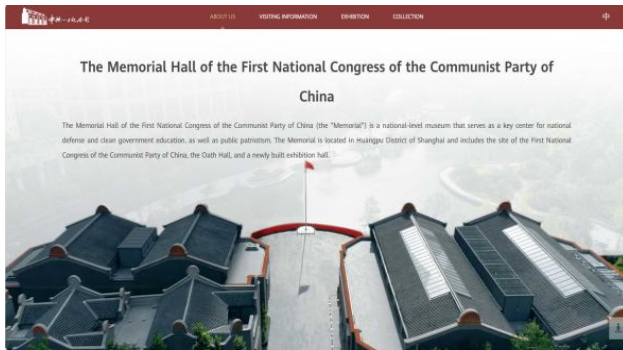 ABOUT US VISITING INFORMATION EXHIBITION COLLECTION 中
The Memorial Hall of the First National Congress of the Communist Party of
China
The Memorial Hall of the First National Congress of the Communist Party of China (the "Memorial") is a national-level museum that serves as a key center for national
defense and clean government education, as well as public patriotism. The Memorial is located in Huangpu District of Shanghai and includes the site of the First National
Congress of the Communist Party of China, the Oath Hall, and a newly built exhibition hall.